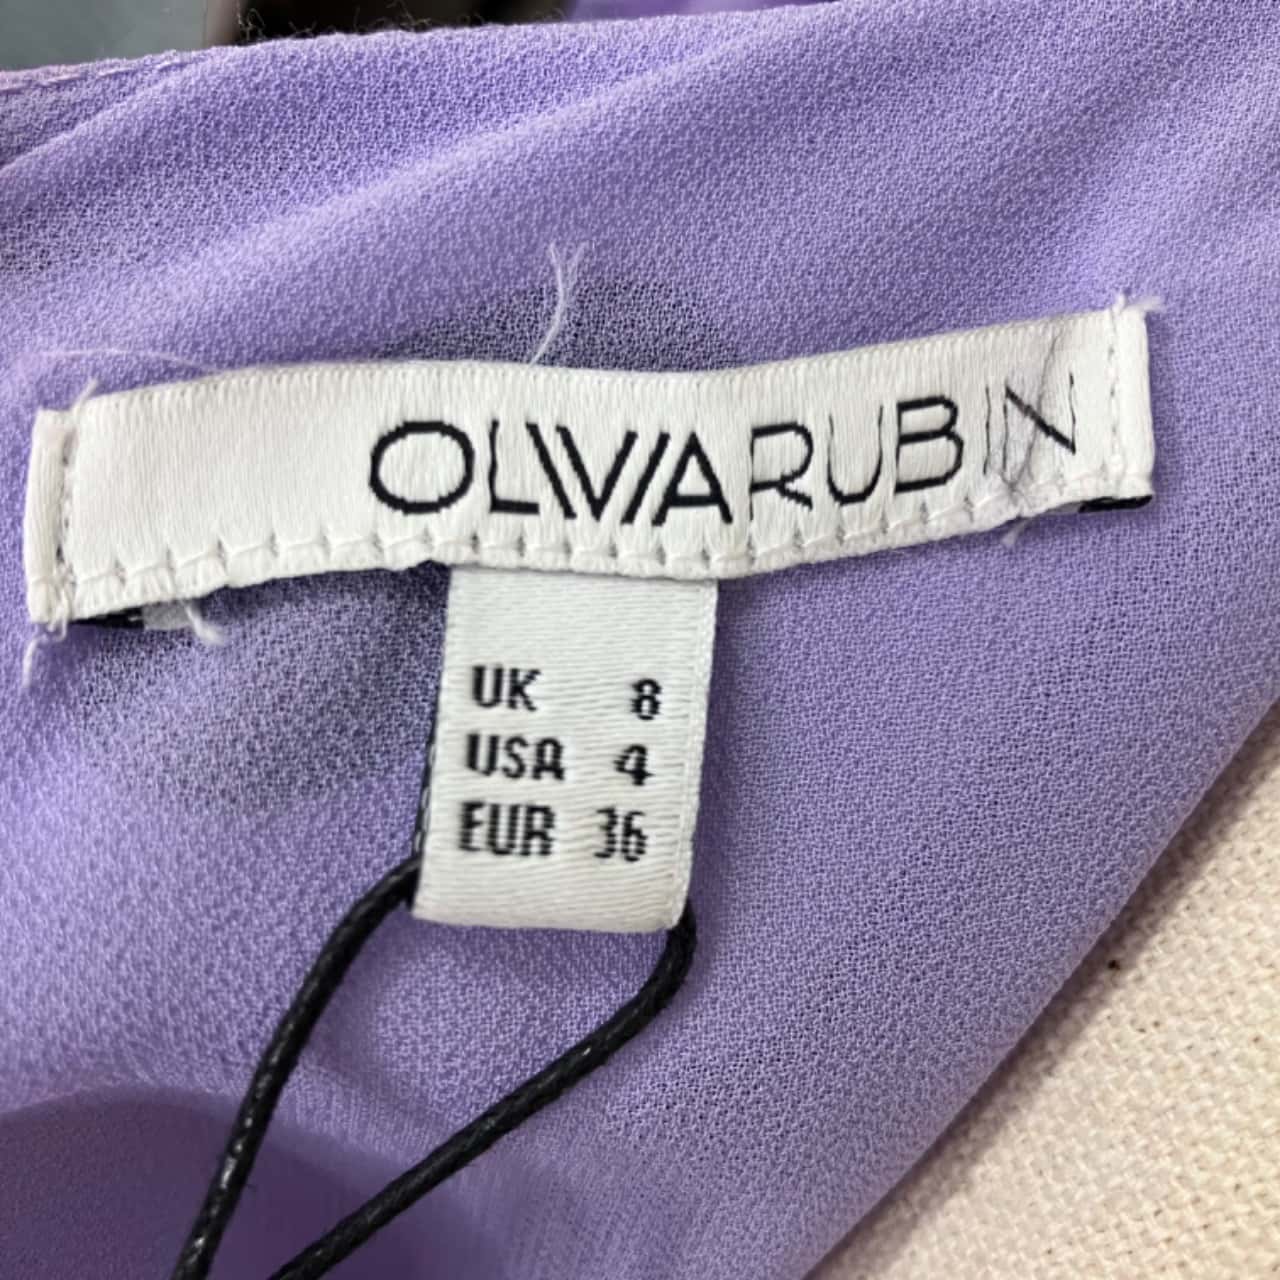 OLIVIA RUBIN
UK 8
USA 4
EUR 36